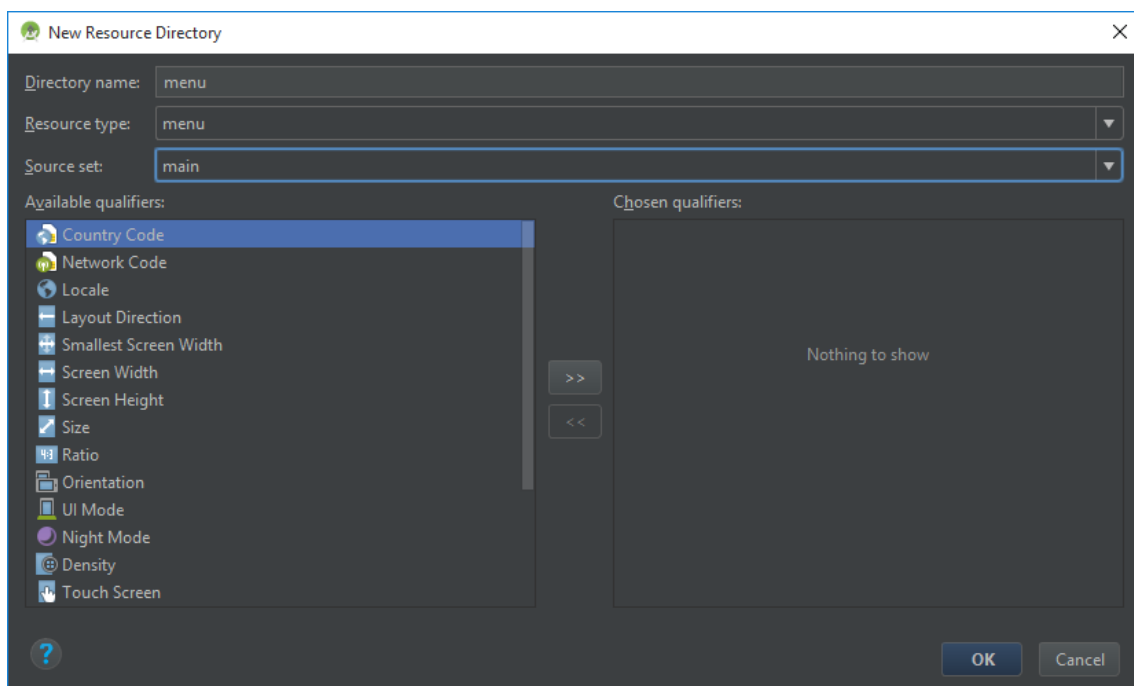 New Resource Directory
Directory name: menu
Resource type: menu
Source set: main
Available qualifiers:
Country Code
Network Code
Locale
Layout Direction
Smallest Screen Width
Screen Width
Screen Height
Size
Ratio
Orientation
UI Mode
Night Mode
Density
Touch Screen
>>
<<
Chosen qualifiers:
Nothing to show
?
OK
Cancel